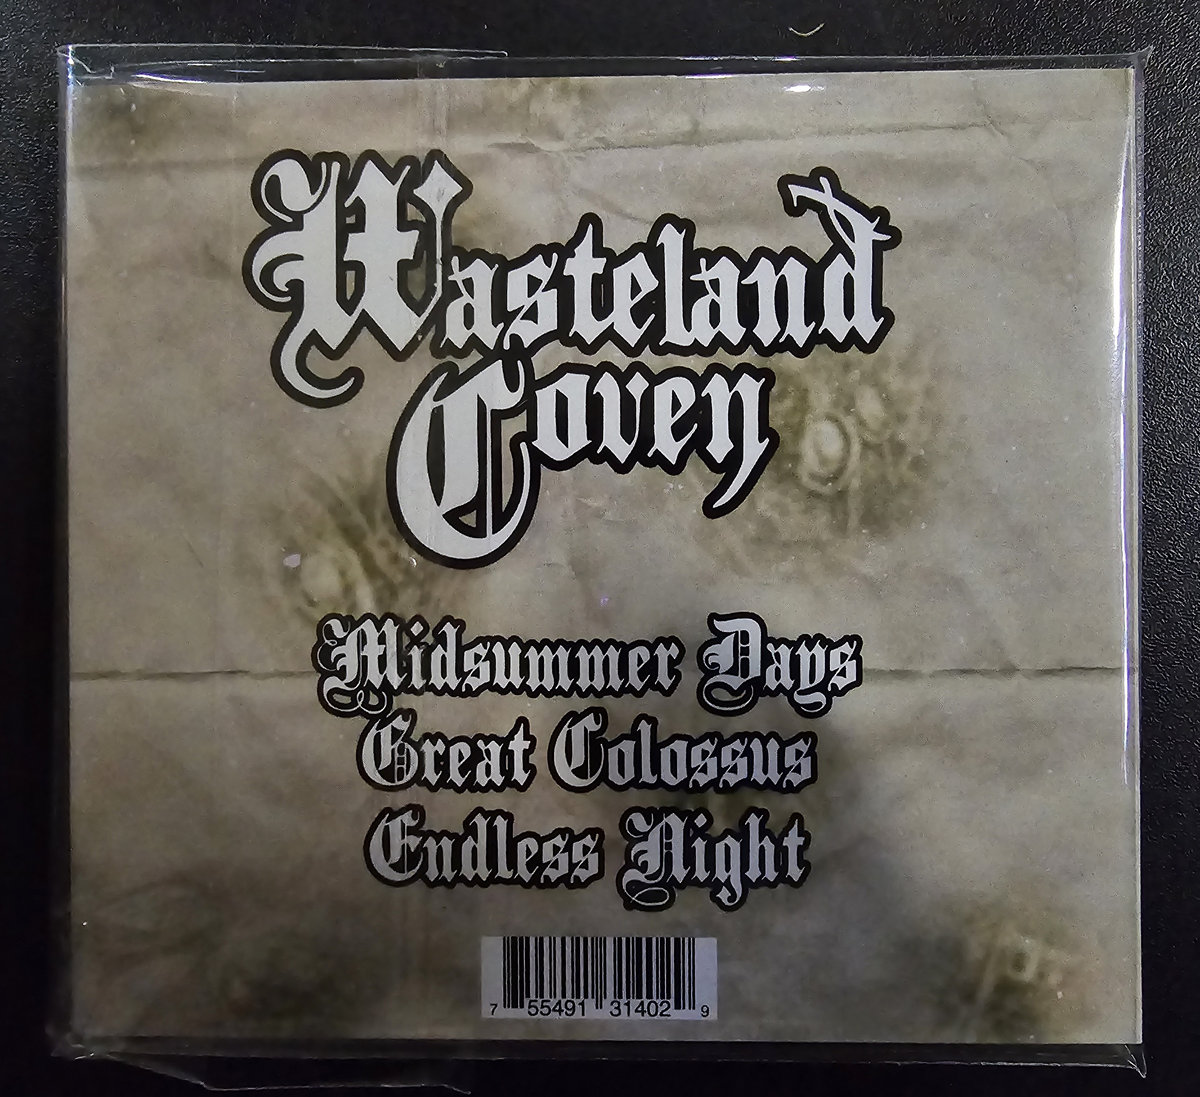 Wasteland
Coven
Midsummer Days
Great Colossus
Endless Night
7 55491 31402 9